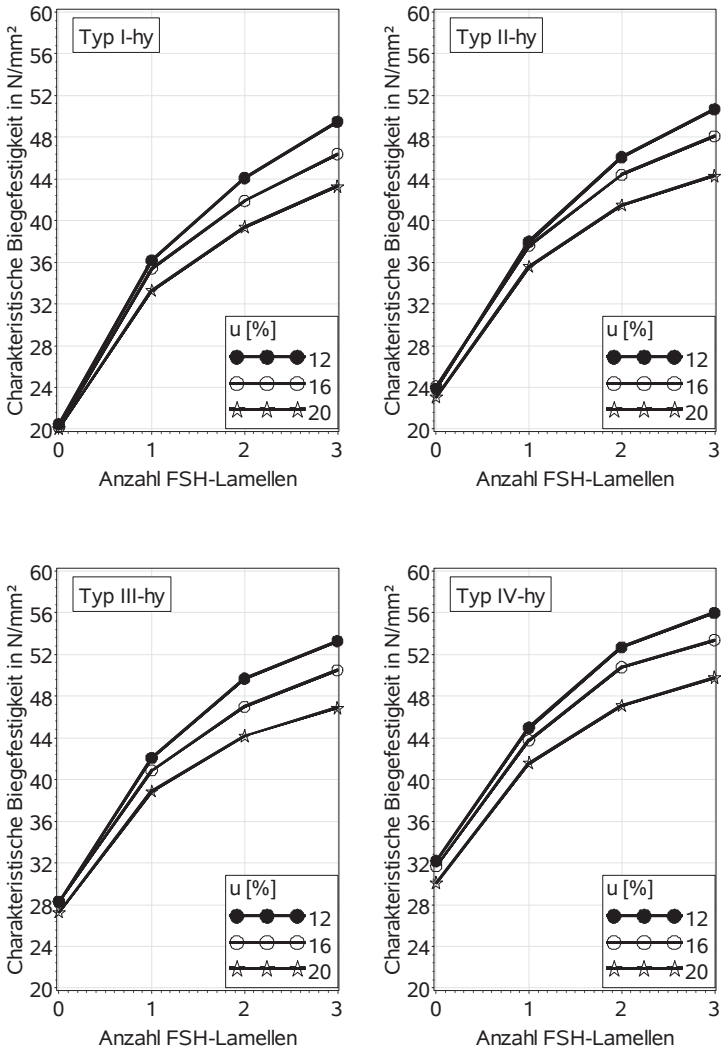 Typ I-hy
Charakteristische Biegefestigkeit in N/mm²
60
56
52
48
44
40
36
32
28
24
20
0 1 2 3
Anzahl FSH-Lamellen
u [%]
12
16
20
Typ II-hy
Charakteristische Biegefestigkeit in N/mm²
60
56
52
48
44
40
36
32
28
24
20
0 1 2 3
Anzahl FSH-Lamellen
u [%]
12
16
20
Typ III-hy
Charakteristische Biegefestigkeit in N/mm²
60
56
52
48
44
40
36
32
28
24
20
0 1 2 3
Anzahl FSH-Lamellen
u [%]
12
16
20
Typ IV-hy
Charakteristische Biegefestigkeit in N/mm²
60
56
52
48
44
40
36
32
28
24
20
0 1 2 3
Anzahl FSH-Lamellen
u [%]
12
16
20